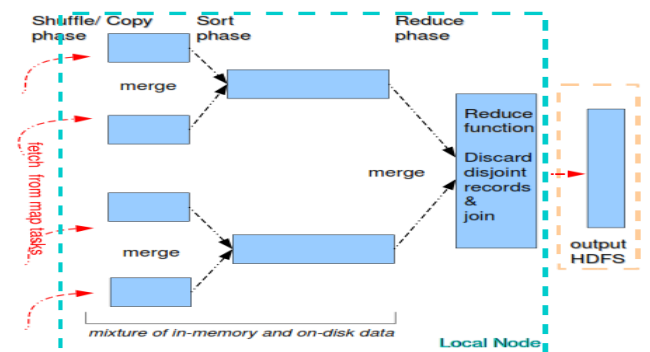 Shuffle/ Copy
phase
Sort
phase
Reduce
phase
merge
fetch from map tasks
merge
merge
Reduce
function
Discard
disjoint
records
&
join
output
HDFS
mixture of in-memory and on-disk data
Local Node